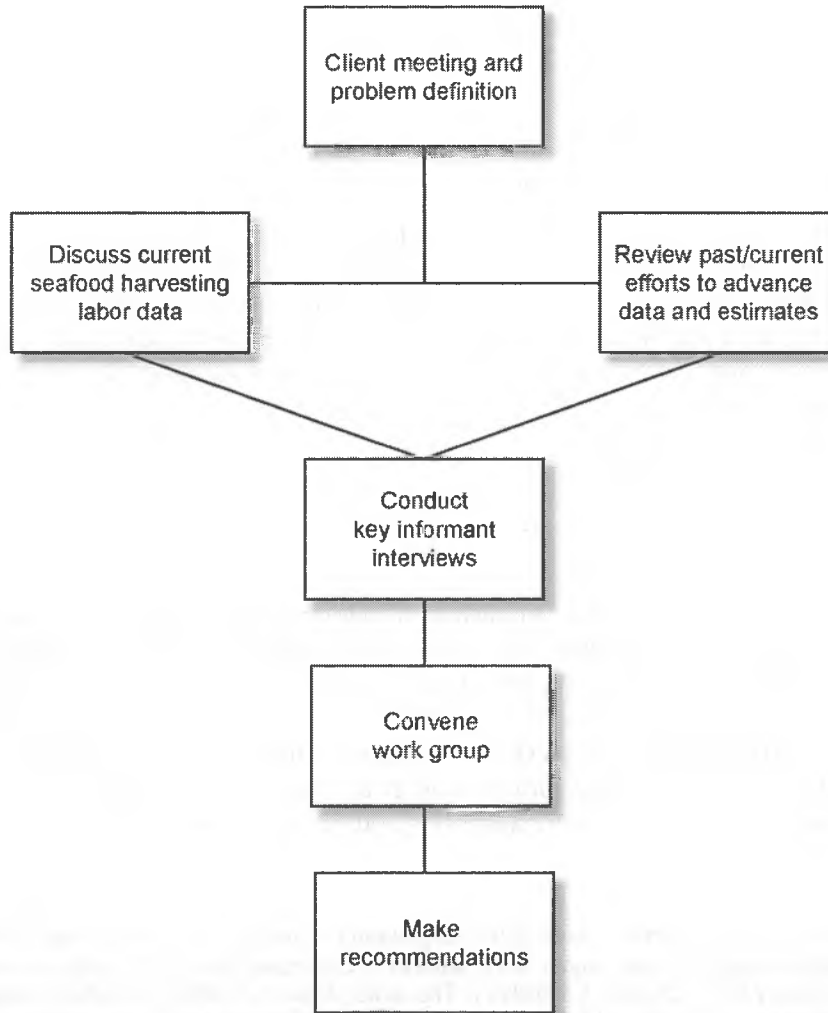 Client meeting and
problem definition
Discuss current
seafood harvesting
labor data
Review past/current
efforts to advance
data and estimates
Conduct
key informant
interviews
Convene
work group
Make
recommendations